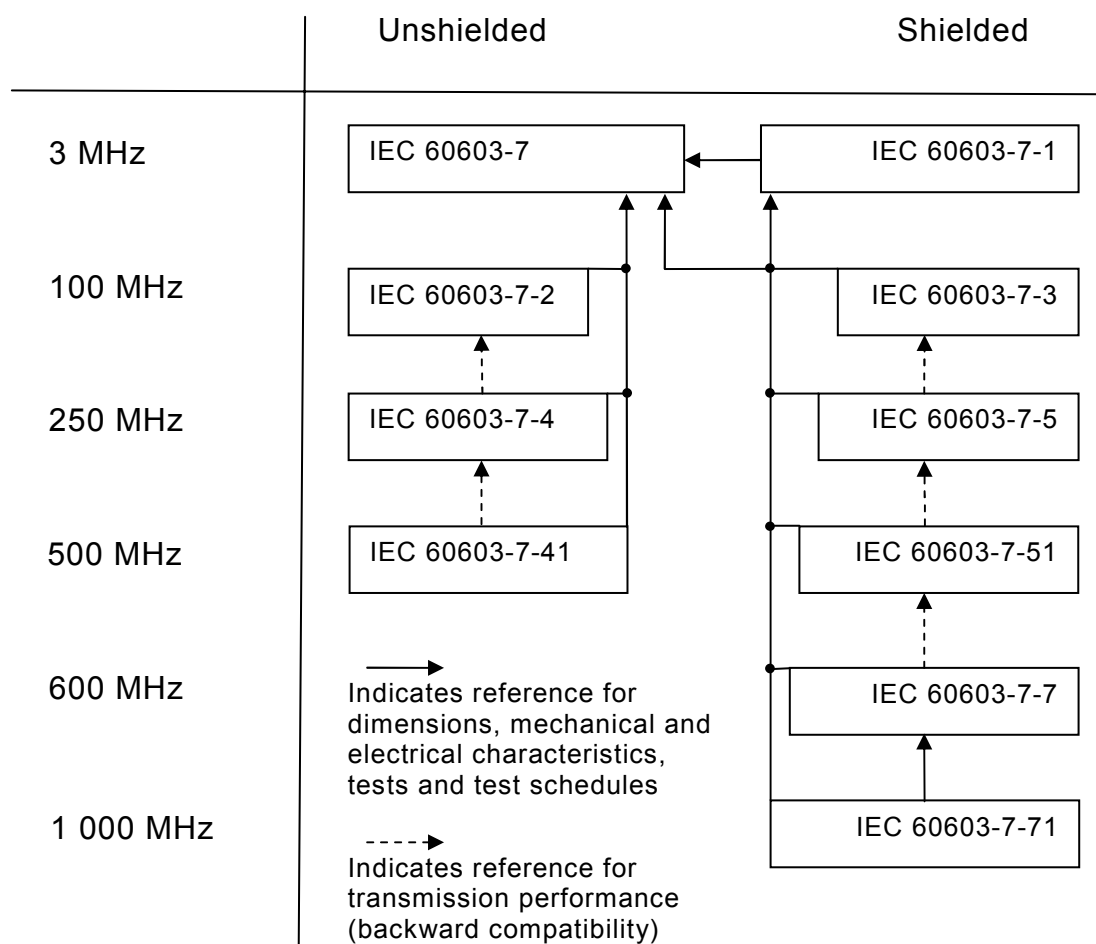 Unshielded Shielded
3 MHz IEC 60603-7 IEC 60603-7-1
100 MHz IEC 60603-7-2 IEC 60603-7-3
250 MHz IEC 60603-7-4 IEC 60603-7-5
500 MHz IEC 60603-7-41 IEC 60603-7-51
600 MHz IEC 60603-7-7
Indicates reference for
dimensions, mechanical and
electrical characteristics,
tests and test schedules
1 000 MHz IEC 60603-7-71
Indicates reference for
transmission performance
(backward compatibility)